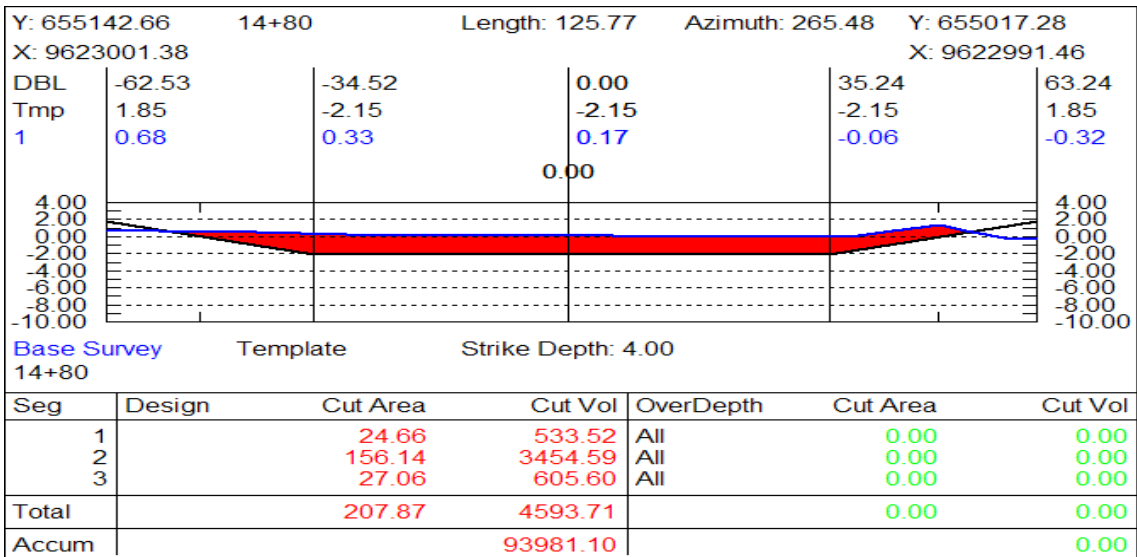 Y: 655142.66 14+80 Length: 125.77 Azimuth: 265.48 Y: 655017.28
X: 9623001.38 X: 9622991.46
DBL -62.53 -34.52 0.00 35.24 63.24
Tmp 1.85 -2.15 -2.15 -2.15 1.85
1 0.68 0.33 0.17 -0.06 -0.32
0.00
4.00 4.00
2.00 2.00
0.00 0.00
-2.00 -2.00
-4.00 -4.00
-6.00 -6.00
-8.00 -8.00
-10.00 -10.00
Base Survey Template Strike Depth: 4.00
14+80
Seg Design Cut Area Cut Vol OverDepth Cut Area Cut Vol
1 24.66 533.52 All 0.00 0.00
2 156.14 3454.59 All 0.00 0.00
3 27.06 605.60 All 0.00 0.00
Total 207.87 4593.71 0.00 0.00
Accum 93981.10 0.00